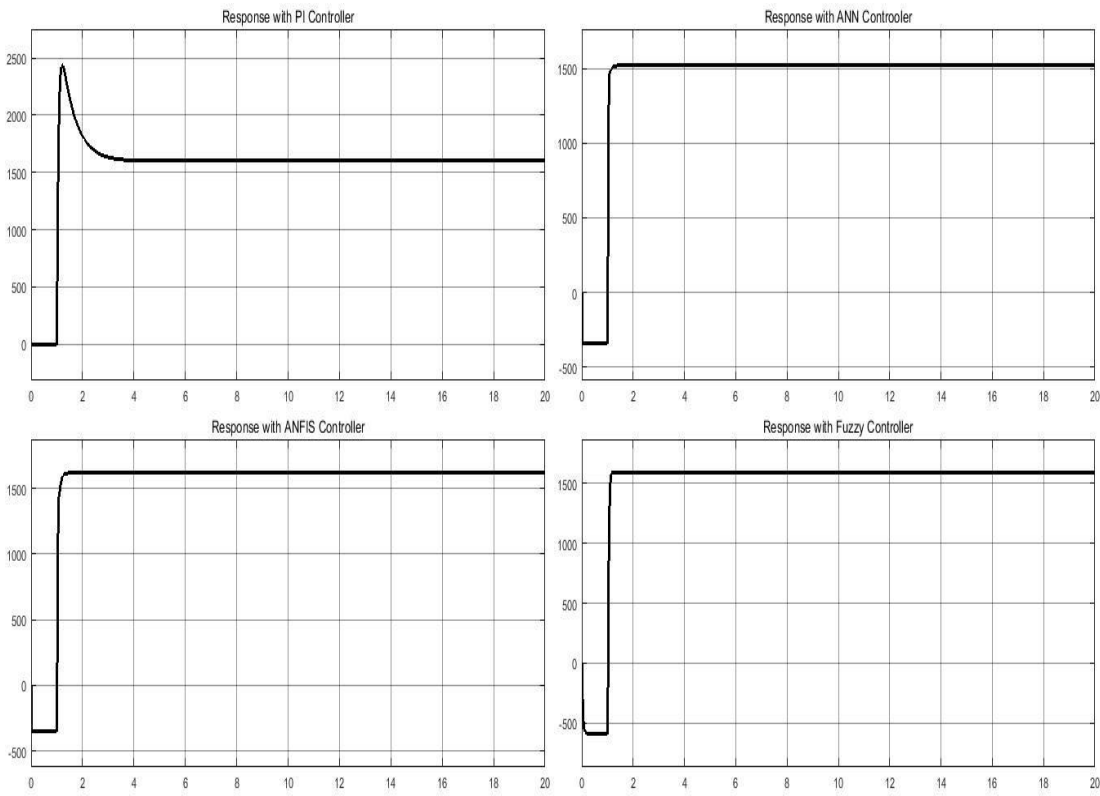 Response with PI Controller
2500
2000
1500
1000
500
0
0 2 4 6 8 10 12 14 16 18 20
Response with ANN Controoler
1500
1000
500
0
-500
0 2 4 6 8 10 12 14 16 18 20
Response with ANFIS Controller
1500
1000
500
0
-500
0 2 4 6 8 10 12 14 16 18 20
Response with Fuzzy Controller
1500
1000
500
0
-500
0 2 4 6 8 10 12 14 16 18 20